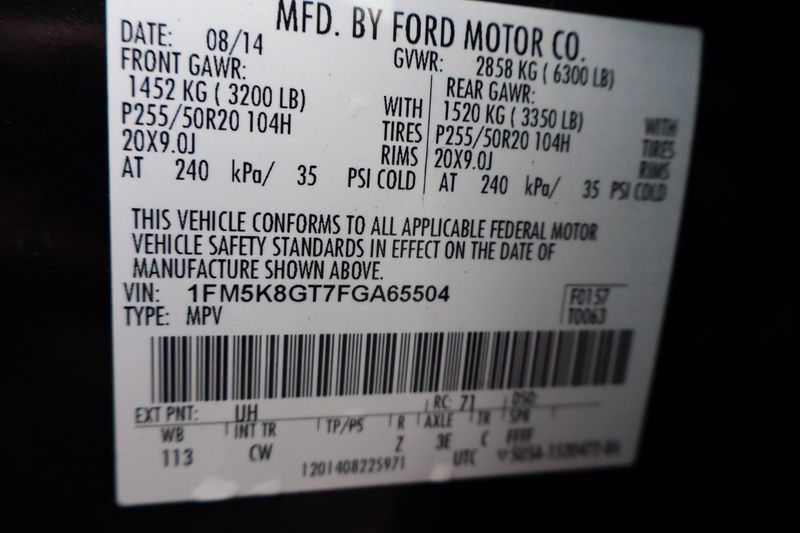 MFD. BY FORD MOTOR CO.
DATE: 08/14 GVWR: 2858 KG ( 6300 LB)
FRONT GAWR: REAR GAWR:
1452 KG ( 3200 LB) WITH 1520 KG ( 3350 LB) WITH
P255/50R20 104H TIRES P255/50R20 104H TIRES
20X9.0J RIMS 20X9.0J RIMS
AT 240 kPa/ 35 PSI COLD AT 240 kPa/ 35 PSI COLD
THIS VEHICLE CONFORMS TO ALL APPLICABLE FEDERAL MOTOR
VEHICLE SAFETY STANDARDS IN EFFECT ON THE DATE OF
MANUFACTURE SHOWN ABOVE.
VIN: 1FM5K8GT7FGA65504 F0157
TYPE: MPV T0063
EXT PNT: UH RC: 71 DSO:
WB INT TR TP/PS R AXLE TR SPR
113 CW Z 3E C FFFF
1201408225971 UTC